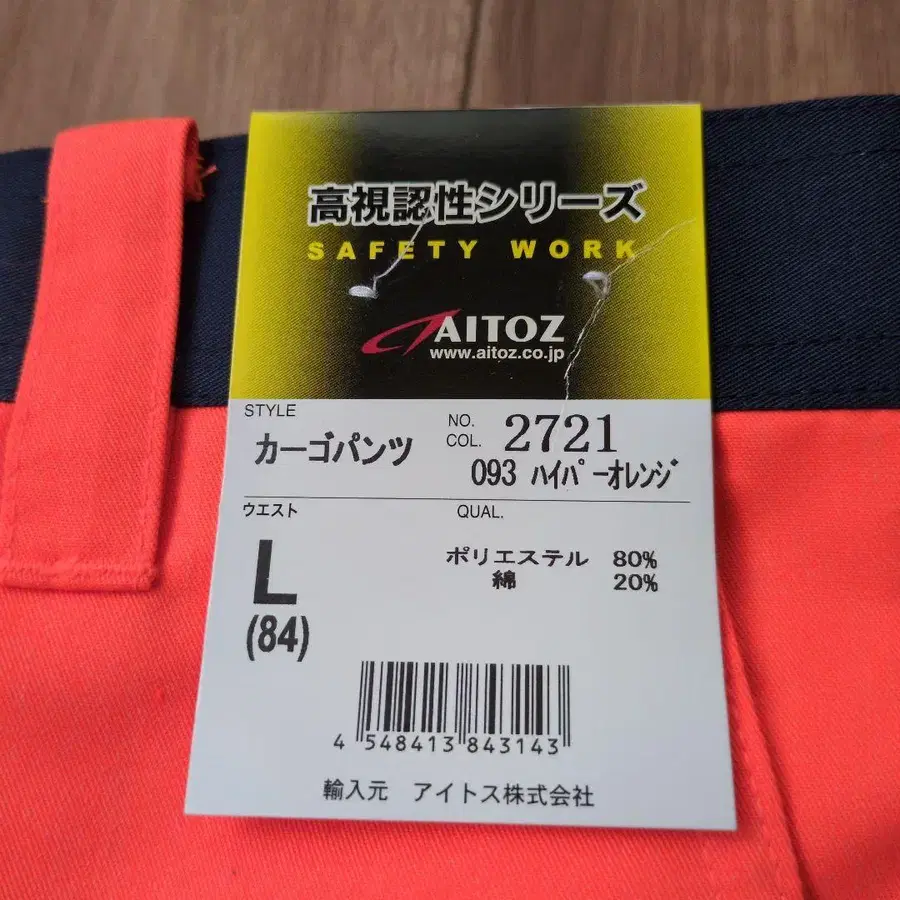 高視認性シリーズ
SAFETY WORK
AITOZ
www.aitoz.co.jp
STYLE
カーゴパンツ
NO. 2721
COL. 093 ﾊｲﾊﾟｰｵﾚﾝｼﾞ
ウエスト
L
(84)
QUAL.
ポリエステル 80%
綿 20%
4 548413 843143
輸入元 アイトス株式会社